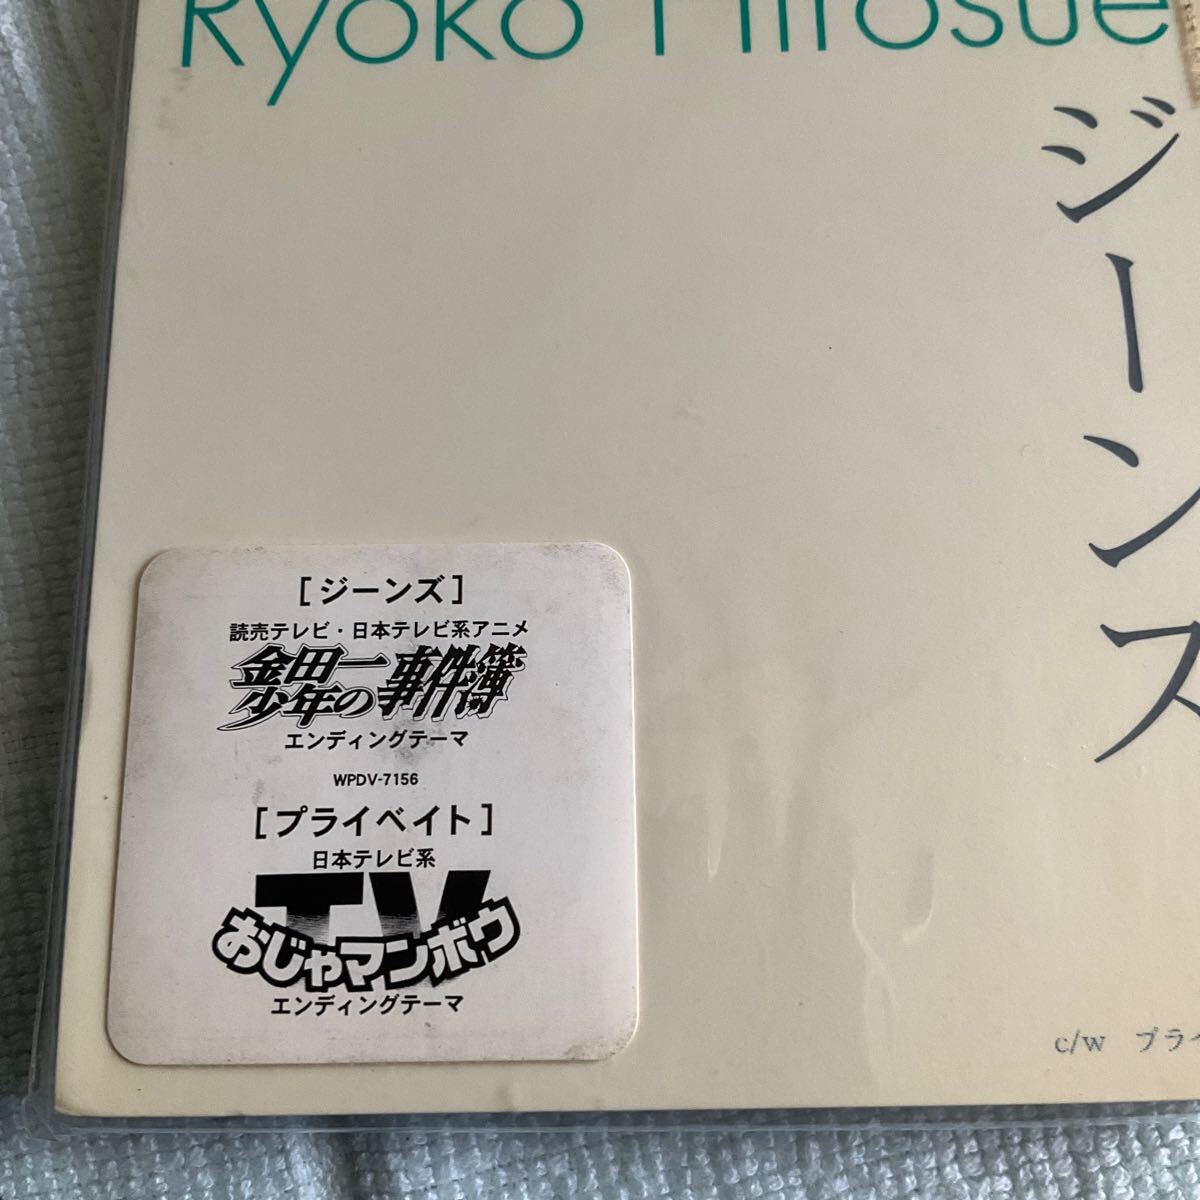 Ryoko Hirosue
ジーンズ
[ジーンズ]
読売テレビ・日本テレビ系アニメ
金田一少年の事件簿
エンディングテーマ
WPDV-7156
[プライベイト]
日本テレビ系
TV
おじゃマンボウ
エンディングテーマ
c/w プライ